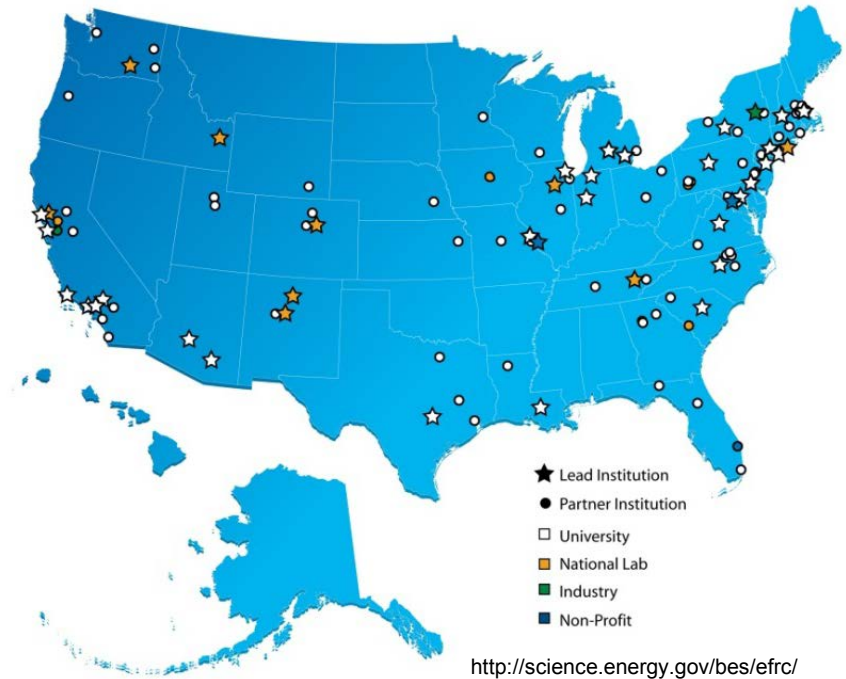 Lead Institution
Partner Institution
University
National Lab
Industry
Non-Profit
http://science.energy.gov/bes/efrc/